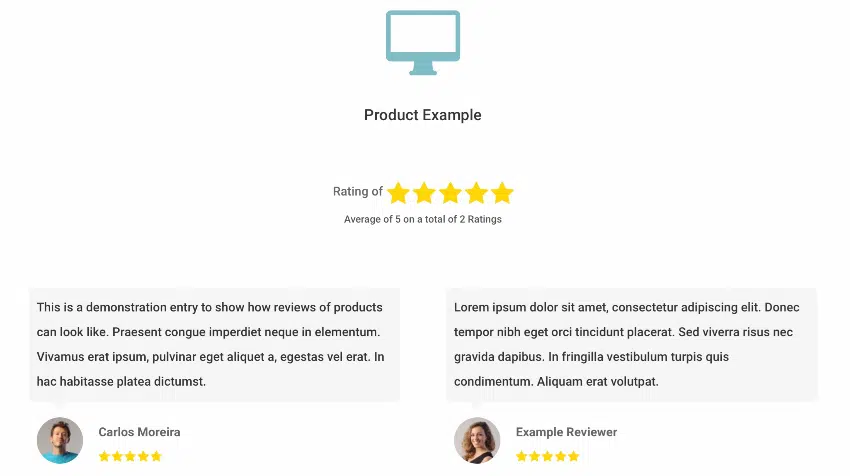 Product Example
Rating of
Average of 5 on a total of 2 Ratings
This is a demonstration entry to show how reviews of products
can look like. Praesent congue imperdiet neque in elementum.
Vivamus erat ipsum, pulvinar eget aliquet a, egestas vel erat. In
hac habitasse platea dictumst.
Carlos Moreira
Lorem ipsum dolor sit amet, consectetur adipiscing elit. Donec
tempor nibh eget orci tincidunt placerat. Sed viverra risus nec
gravida dapibus. In fringilla vestibulum turpis quis
condimentum. Aliquam erat volutpat.
Example Reviewer